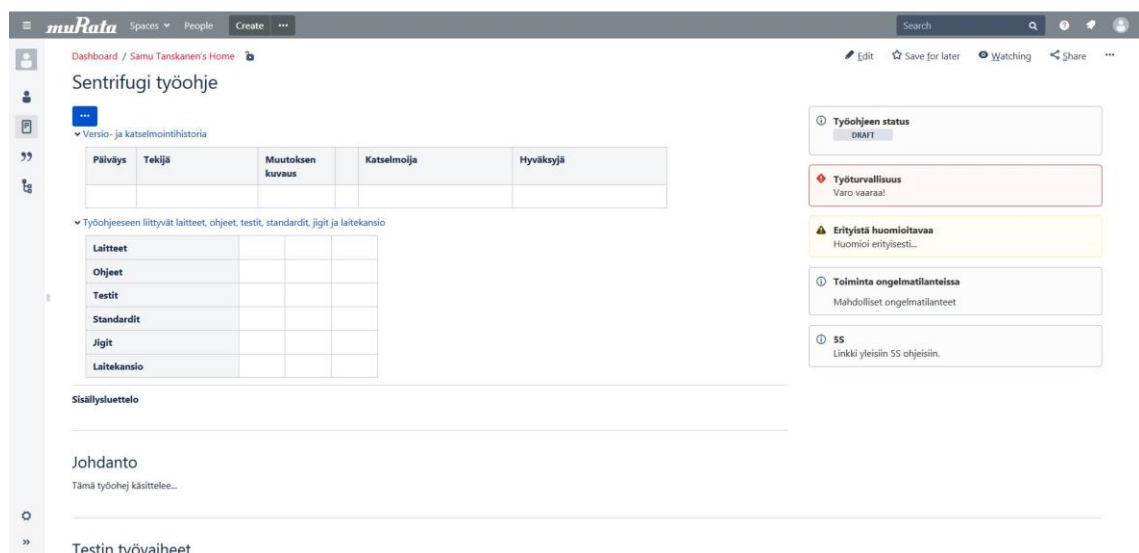 muRata Spaces People Create ··· Search
Dashboard / Samu Tanskanen's Home
Edit Save for later Watching Share ···
Sentrifugi työohje
···
Versio- ja katselmointihistoria
Päiväys Tekijä Muutoksen kuvaus Katselmoija Hyväksyjä
Työohjeeseen liittyvät laitteet, ohjeet, testit, standardit, jigit ja laitekansio
Laitteet
Ohjeet
Testit
Standardit
Jigit
Laitekansio
Sisällysluettelo
Johdanto
Tämä työohej käsittelee...
Testin työvaiheet
Työohjeen status
DRAFT
Työturvallisuus
Varo vaaraa!
Erityistä huomioitavaa
Huomioi erityisesti...
Toiminta ongelmatilanteissa
Mahdolliset ongelmatilanteet
5S
Linkki yleisiin 5S ohjeisiin.